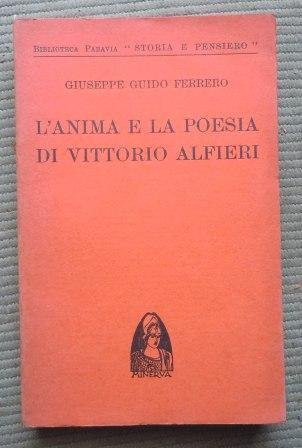 BIBLIOTECA PARAVIA "STORIA E PENSIERO"
GIUSEPPE GUIDO FERRERO
L'ANIMA E LA POESIA
DI VITTORIO ALFIERI
MINERVA